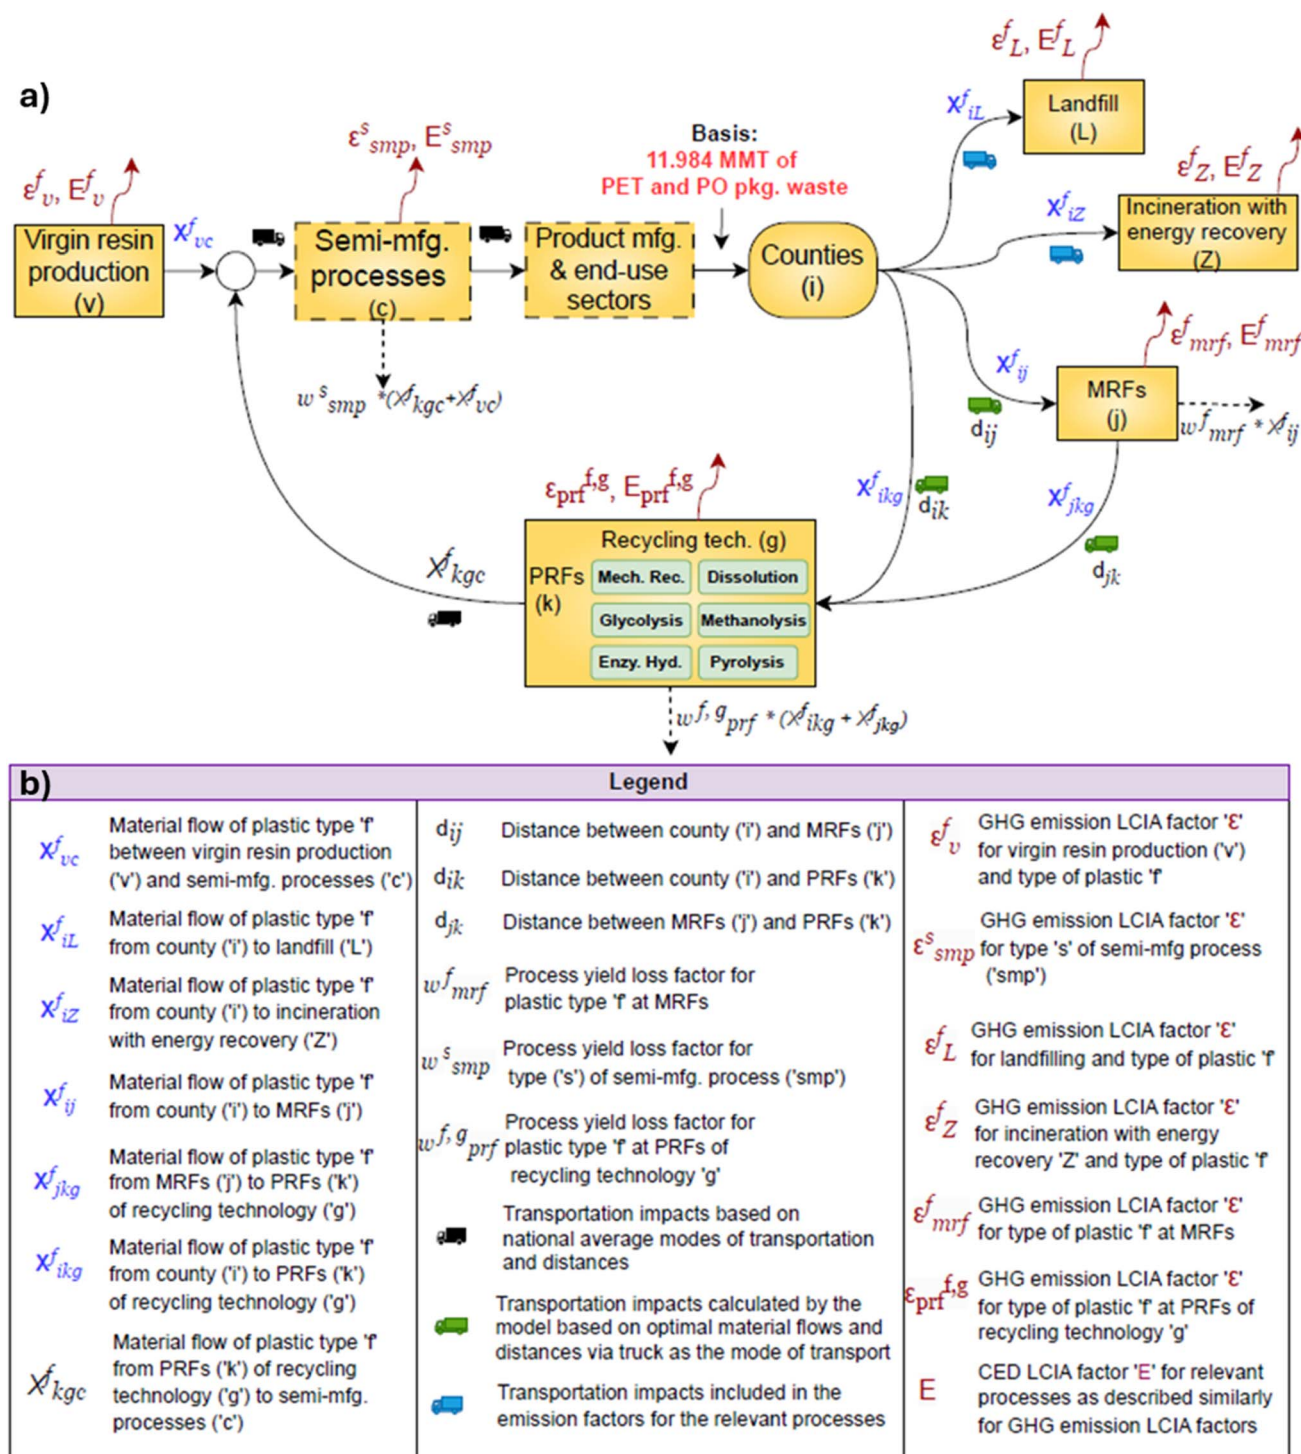 a)
ε^f_v, E^f_v
Virgin resin
production
(v)
X^f_vc
ε^s_smp, E^s_smp
Semi-mfg.
processes
(c)
w^s_smp *(X^f_kgc+X^f_vc)
Product mfg.
& end-use
sectors
Basis:
11.984 MMT of
PET and PO pkg. waste
Counties
(i)
ε^f_L, E^f_L
X^f_iL
Landfill
(L)
ε^f_Z, E^f_Z
X^f_iZ
Incineration with
energy recovery
(Z)
ε^f_mrf, E^f_mrf
X^f_ij
d_ij
MRFs
(j)
w^f_mrf * X^f_ij
X^f_ikg
d_ik
X^f_jkg
d_jk
ε_prf^f,g, E_prf^f,g
Recycling tech. (g)
PRFs
(k)
Mech. Rec.
Dissolution
Glycolysis
Methanolysis
Enzy. Hyd.
Pyrolysis
X^f_kgc
w^f,g_prf *(X^f_ikg + X^f_jkg)
b)
Legend
X^f_vc
Material flow of plastic type 'f'
between virgin resin production
('v') and semi-mfg. processes ('c')
X^f_iL
Material flow of plastic type 'f'
from county ('i') to landfill ('L')
X^f_iZ
Material flow of plastic type 'f'
from county ('i') to incineration
with energy recovery ('Z')
X^f_ij
Material flow of plastic type 'f'
from county ('i') to MRFs ('j')
X^f_jkg
Material flow of plastic type 'f'
from MRFs ('j') to PRFs ('k')
of recycling technology ('g')
X^f_ikg
Material flow of plastic type 'f'
from county ('i') to PRFs ('k')
of recycling technology ('g')
X^f_kgc
Material flow of plastic type 'f'
from PRFs ('k') of recycling
technology ('g') to semi-mfg.
processes ('c')
d_ij
Distance between county ('i') and MRFs ('j')
d_ik
Distance between county ('i') and PRFs ('k')
d_jk
Distance between MRFs ('j') and PRFs ('k')
w^f_mrf
Process yield loss factor for
plastic type 'f' at MRFs
w^s_smp
Process yield loss factor for
type ('s') of semi-mfg. process ('smp')
w^f,g_prf
Process yield loss factor for
plastic type 'f' at PRFs of
recycling technology 'g'
Transportation impacts based on
national average modes of transportation
and distances
Transportation impacts calculated by the
model based on optimal material flows and
distances via truck as the mode of transport
Transportation impacts included in the
emission factors for the relevant processes
ε^f_v
GHG emission LCIA factor 'ε'
for virgin resin production ('v')
and type of plastic 'f'
ε^s_smp
GHG emission LCIA factor 'ε'
for type 's' of semi-mfg process
('smp')
ε^f_L
GHG emission LCIA factor 'ε'
for landfilling and type of plastic 'f'
ε^f_Z
GHG emission LCIA factor 'ε'
for incineration with energy
recovery 'Z' and type of plastic 'f'
ε^f_mrf
GHG emission LCIA factor 'ε'
for type of plastic 'f' at MRFs
ε_prf^f,g
GHG emission LCIA factor 'ε'
for type of plastic 'f' at PRFs of
recycling technology 'g'
E
CED LCIA factor 'E' for relevant
processes as described similarly
for GHG emission LCIA factors